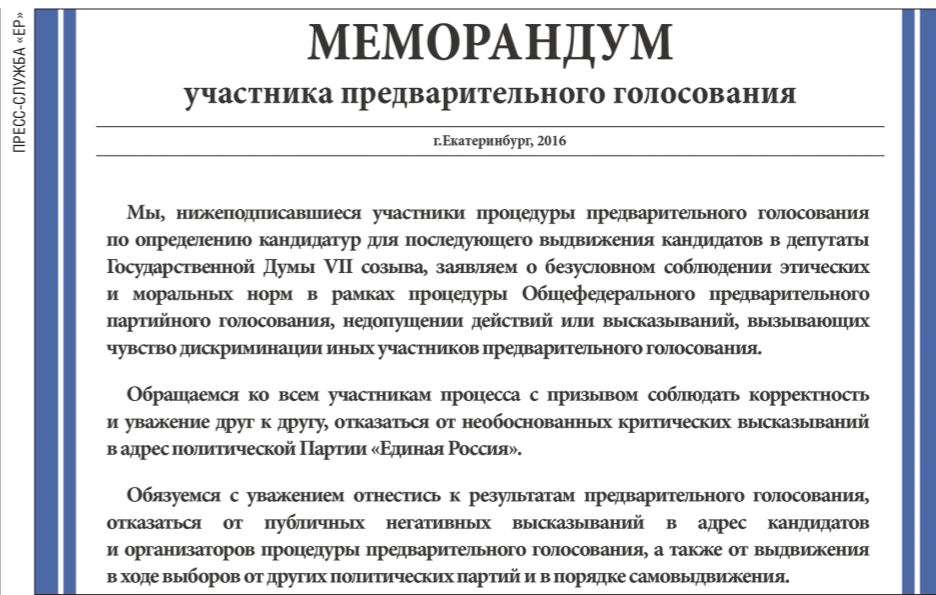 ПРЕСС-СЛУЖБА «ЕР»
МЕМОРАНДУМ
участника предварительного голосования
г.Екатеринбург, 2016
Мы, нижеподписавшиеся участники процедуры предварительного голосования
по определению кандидатур для последующего выдвижения кандидатов в депутаты
Государственной Думы VII созыва, заявляем о безусловном соблюдении этических
и моральных норм в рамках процедуры Общефедерального предварительного
партийного голосования, недопущении действий или высказываний, вызывающих
чувство дискриминации иных участников предварительного голосования.
Обращаемся ко всем участникам процесса с призывом соблюдать корректность
и уважение друг к другу, отказаться от необоснованных критических высказываний
в адрес политической Партии «Единая Россия».
Обязуемся с уважением отнестись к результатам предварительного голосования,
отказаться от публичных негативных высказываний в адрес кандидатов
и организаторов процедуры предварительного голосования, а также от выдвижения
в ходе выборов от других политических партий и в порядке самовыдвижения.